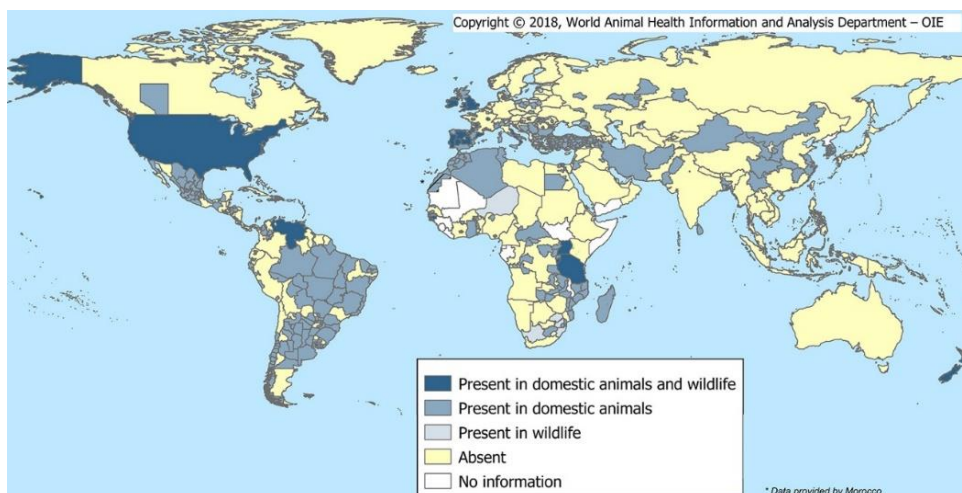 Copyright © 2018, World Animal Health Information and Analysis Department – OIE
Present in domestic animals and wildlife
Present in domestic animals
Present in wildlife
Absent
No information
* Data provided by Morocco